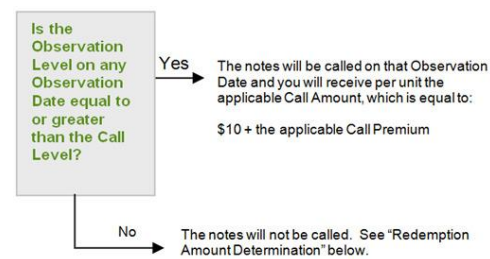 Is the
Observation
Level on any
Observation
Date equal to
or greater
than the Call
Level?
Yes
The notes will be called on that Observation
Date and you will receive per unit the
applicable Call Amount, which is equal to:
$10 + the applicable Call Premium
No
The notes will not be called. See “Redemption
Amount Determination” below.